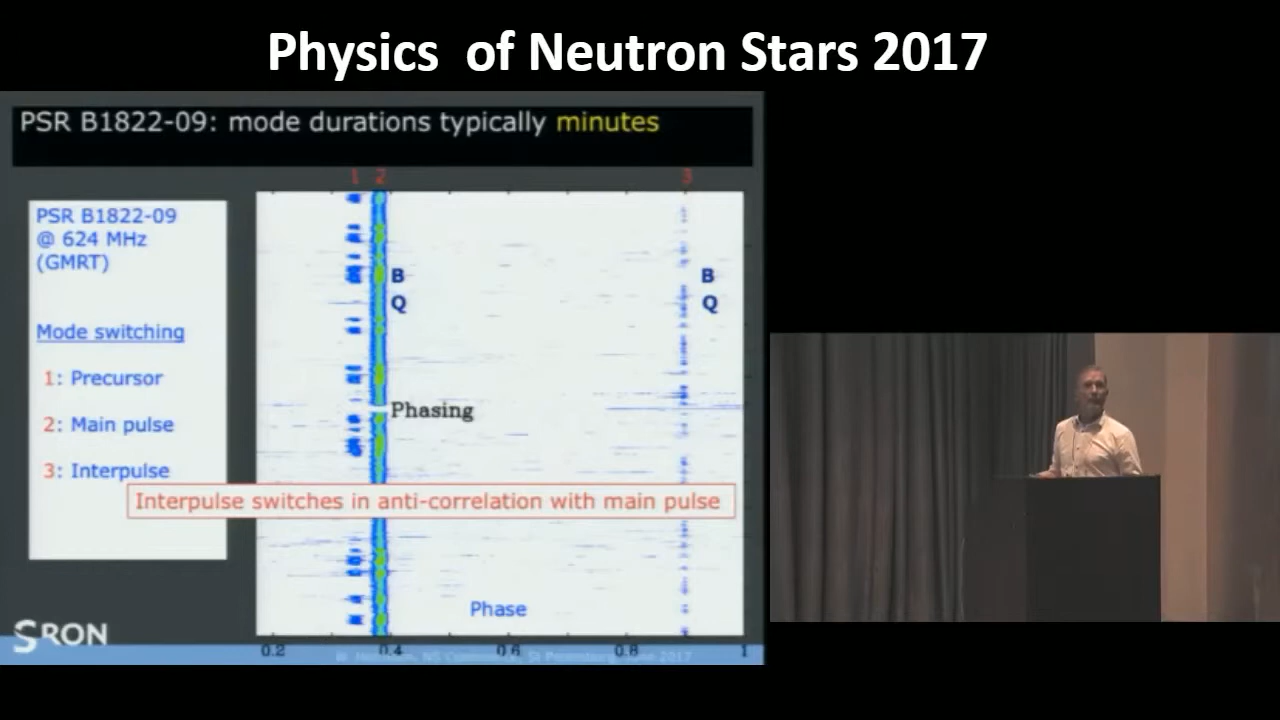 Physics of Neutron Stars 2017
PSR B1822-09: mode durations typically minutes
1 2 3
PSR B1822-09
@ 624 MHz
(GMRT)
Mode switching
1: Precursor
2: Main pulse
3: Interpulse
B B
Q Q
Phasing
Interpulse switches in anti-correlation with main pulse
Phase
SRON
0.2 0.4 0.6 0.8 1
2017